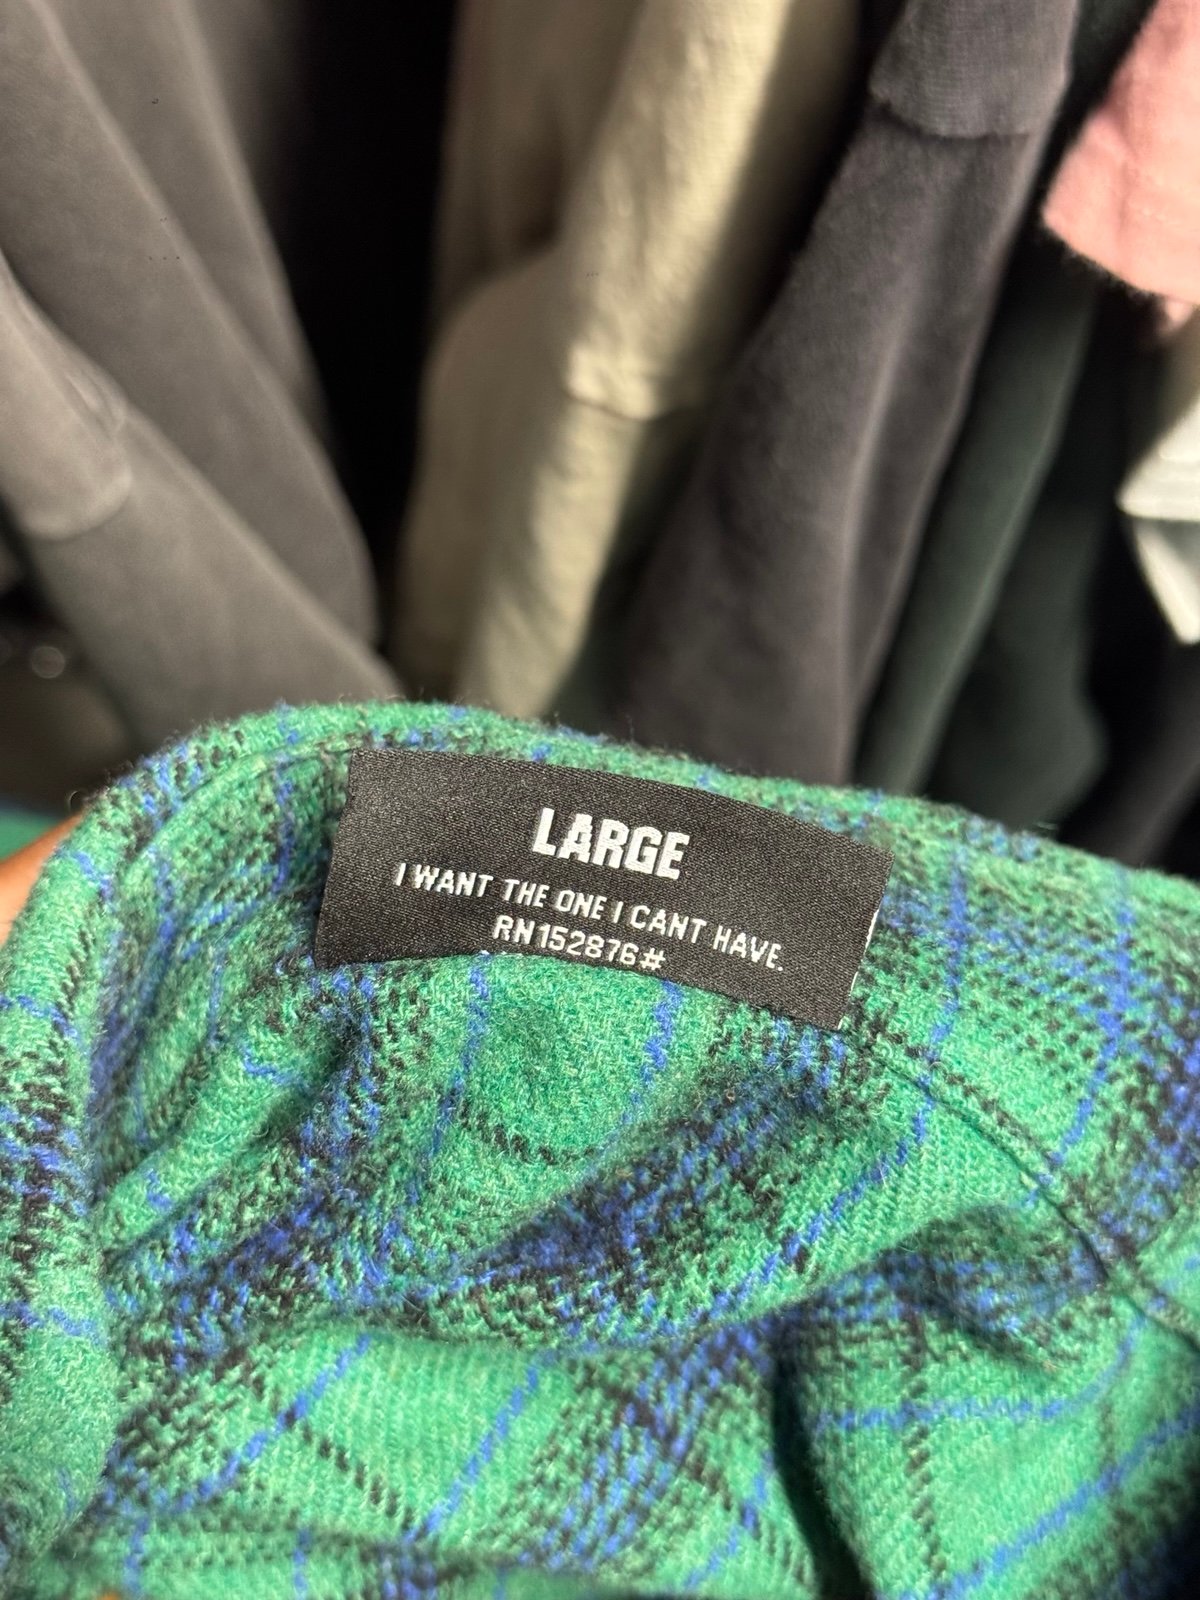 LARGE
I WANT THE ONE I CANT HAVE.
RN152876#